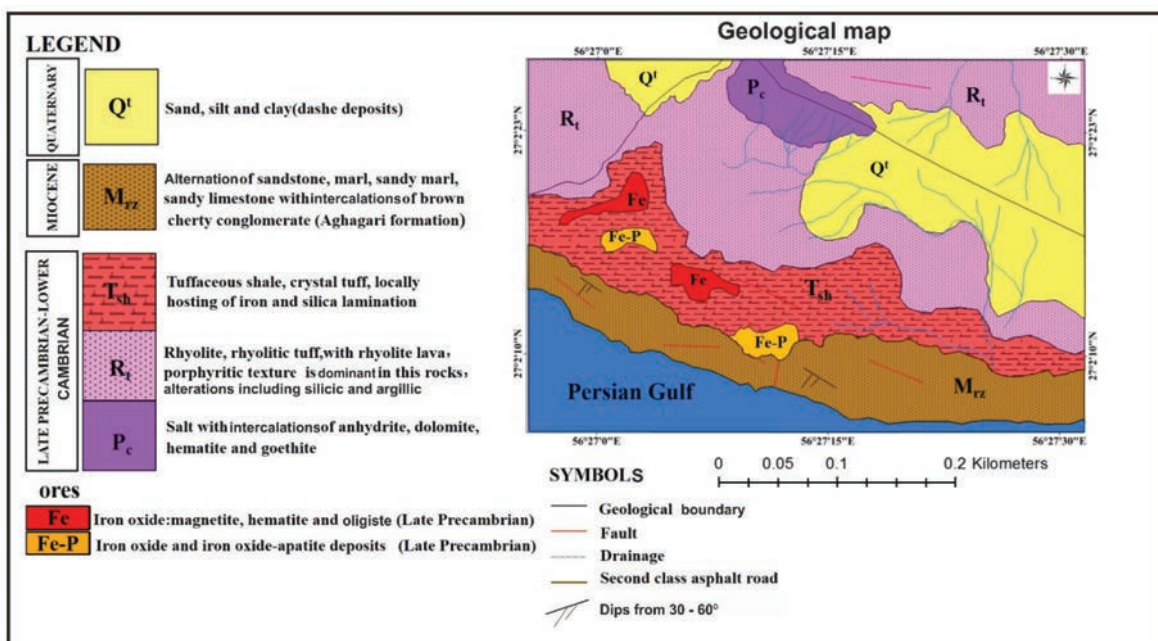 LEGEND
QUATERNARY
Qt
Sand, silt and clay(dashe deposits)
MIOCENE
Mrz
Alternation of sandstone, marl, sandy marl,
sandy limestone with intercalations of brown
cherty conglomerate (Aghagari formation)
LATE PRECAMBRIAN-LOWER
CAMBRIAN
Tsh
Tuffaceous shale, crystal tuff, locally
hosting of iron and silica lamination
Rt
Rhyolite, rhyolitic tuff,with rhyolite lava,
porphyritic texture is dominant in this rocks,
alterations including silicic and argillic
Pc
Salt with intercalations of anhydrite, dolomite,
hematite and goethite
ores
Fe
Iron oxide:magnetite, hematite and oligiste (Late Precambrian)
Fe-P
Iron oxide and iron oxide-apatite deposits (Late Precambrian)
Geological map
56°27'0"E
56°27'15"E
56°27'30"E
27°2'23"N
27°2'23"N
27°2'10"N
27°2'10"N
Qt
Pc
Rt
Rt
Qt
Fe
Fe-P
Fe
Tsh
Fe-P
Mrz
Persian Gulf
56°27'0"E
56°27'15"E
56°27'30"E
SYMBOLS
0 0.05 0.1 0.2 Kilometers
Geological boundary
Fault
Drainage
Second class asphalt road
Dips from 30 - 60°